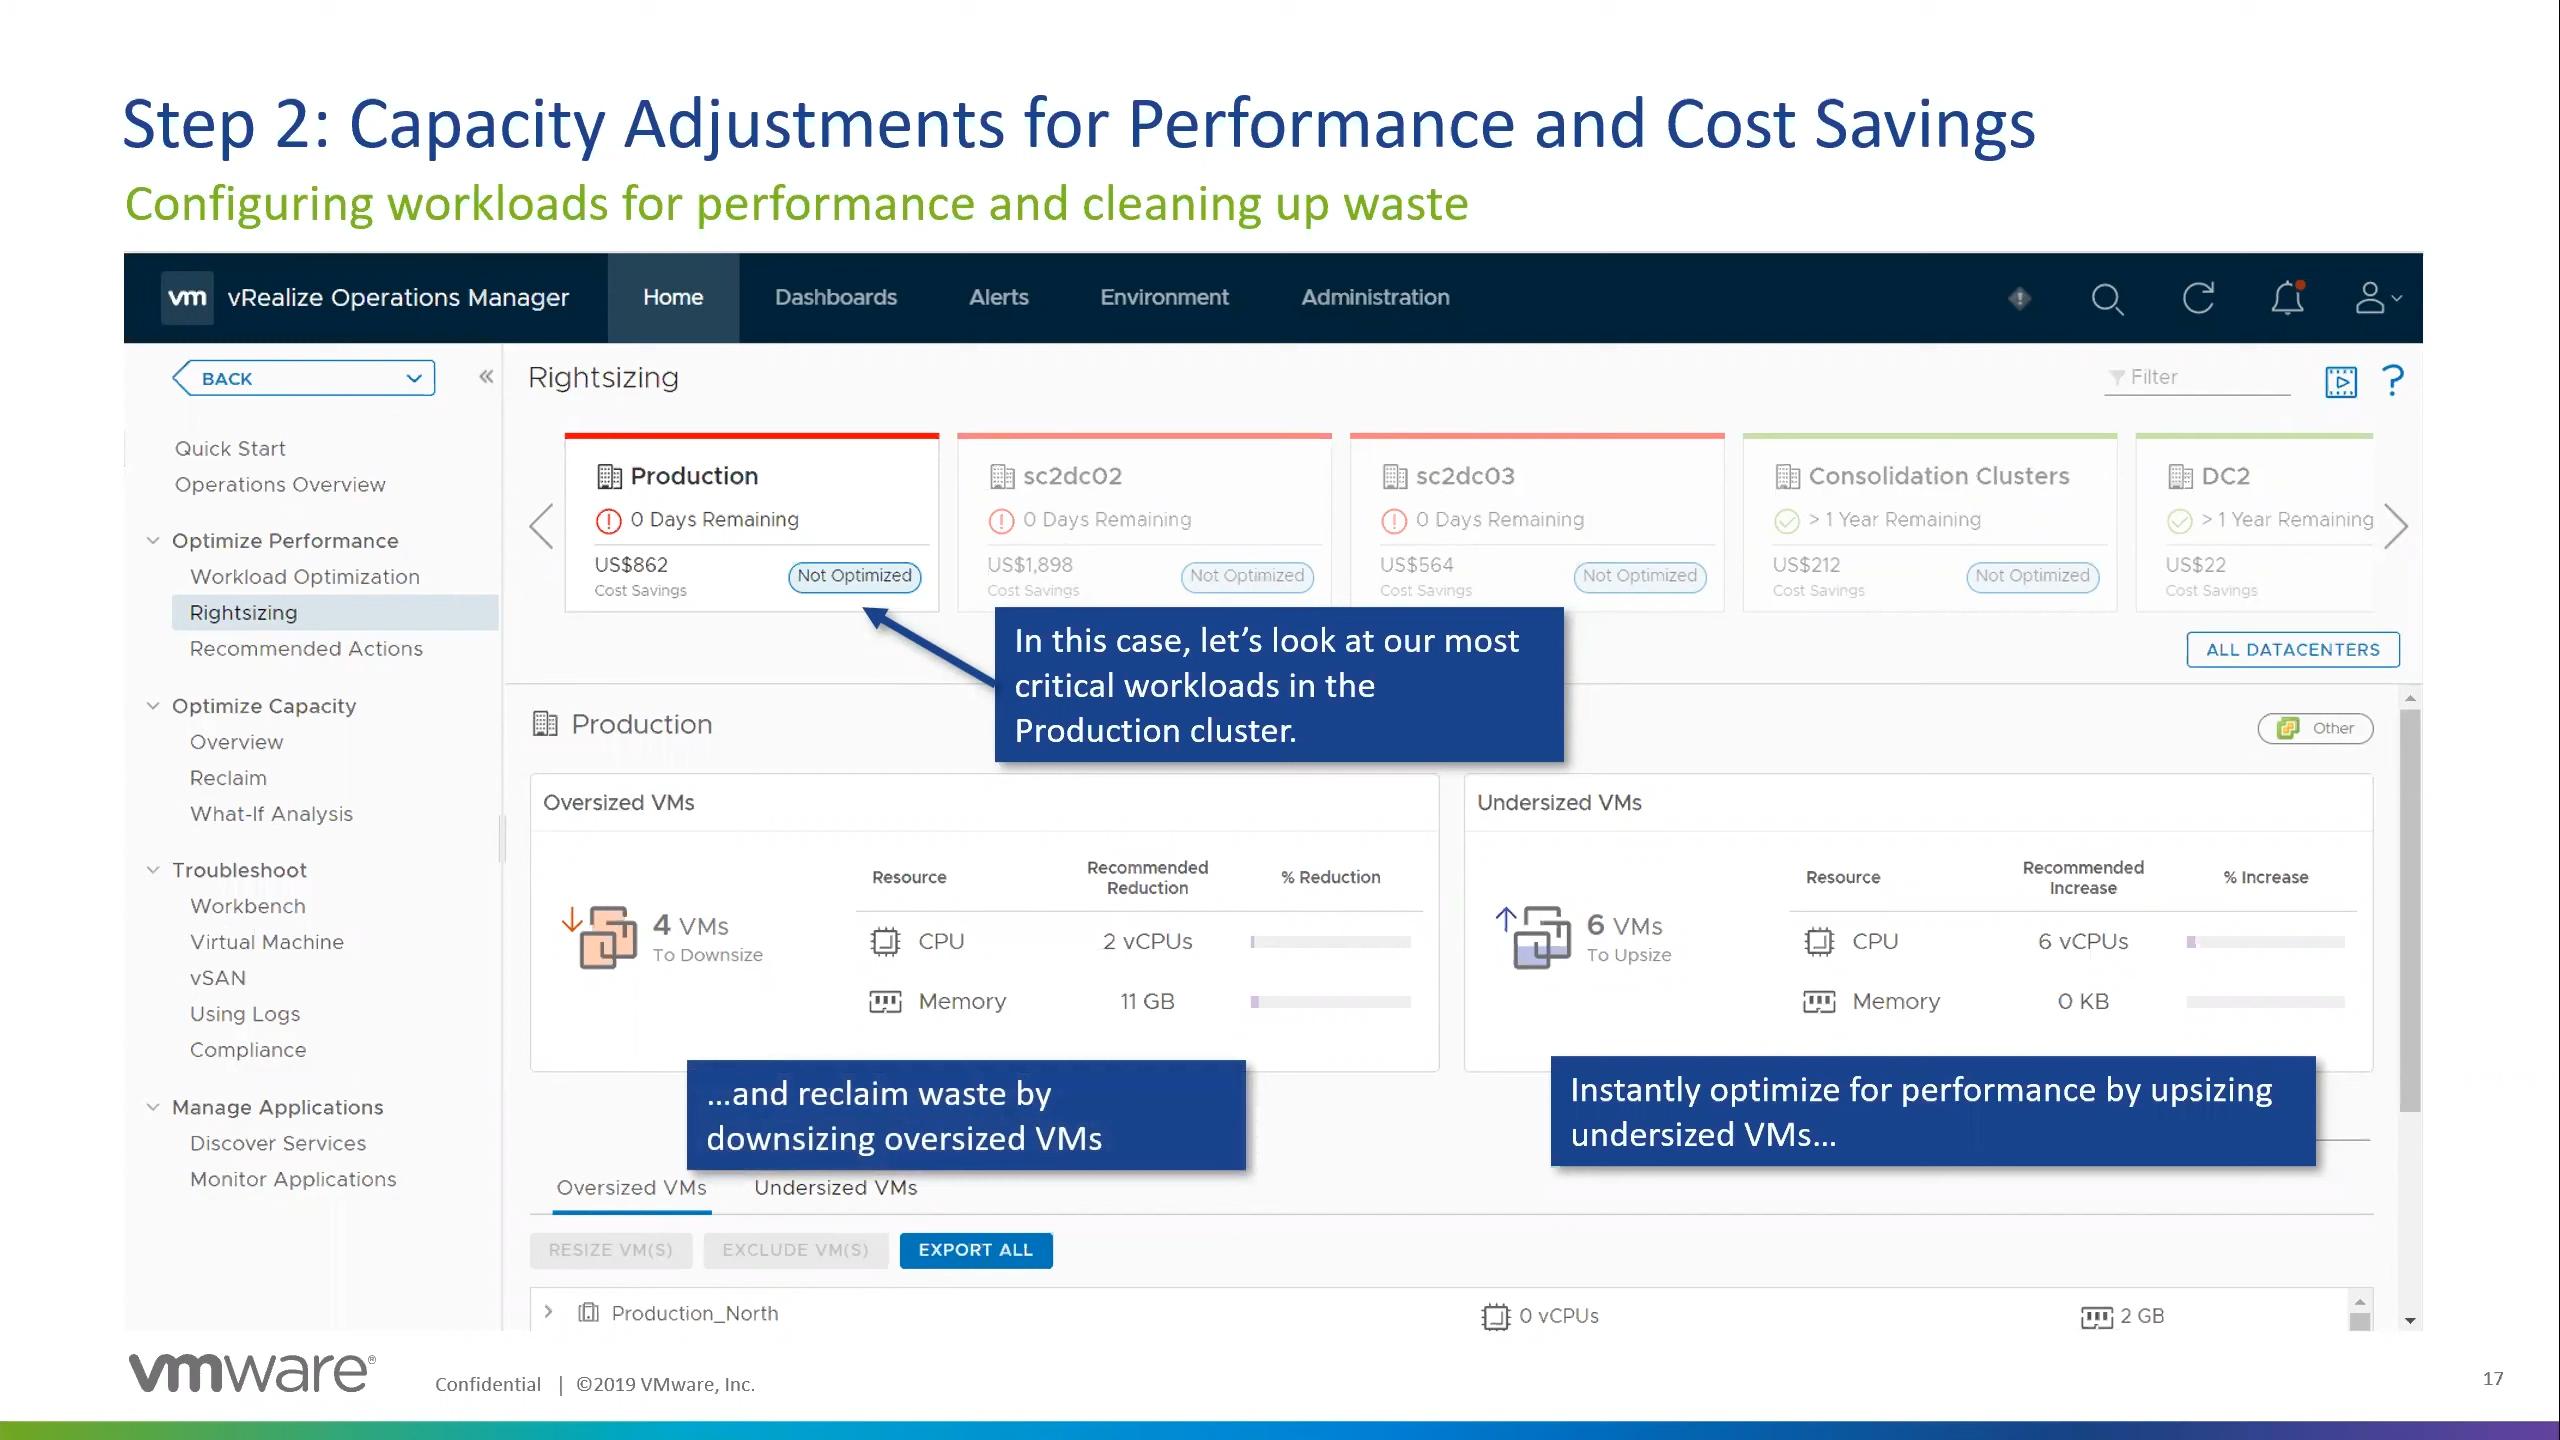 Step 2: Capacity Adjustments for Performance and Cost Savings
Configuring workloads for performance and cleaning up waste
vm vRealize Operations Manager Home Dashboards Alerts Environment Administration
BACK
«
Rightsizing
Filter
?
Quick Start
Operations Overview
Optimize Performance
Workload Optimization
Rightsizing
Recommended Actions
Optimize Capacity
Overview
Reclaim
What-If Analysis
Troubleshoot
Workbench
Virtual Machine
vSAN
Using Logs
Compliance
Manage Applications
Discover Services
Monitor Applications
Production
0 Days Remaining
US$862
Cost Savings
Not Optimized
sc2dc02
0 Days Remaining
US$1,898
Cost Savings
Not Optimized
sc2dc03
0 Days Remaining
US$564
Cost Savings
Not Optimized
Consolidation Clusters
> 1 Year Remaining
US$212
Cost Savings
Not Optimized
DC2
> 1 Year Remaining
US$22
Cost Savings
In this case, let’s look at our most
critical workloads in the
Production cluster.
ALL DATACENTERS
Production
Other
Oversized VMs
4 VMs
To Downsize
Resource
Recommended
Reduction
% Reduction
CPU 2 vCPUs
Memory 11 GB
Undersized VMs
6 VMs
To Upsize
Resource
Recommended
Increase
% Increase
CPU 6 vCPUs
Memory 0 KB
…and reclaim waste by
downsizing oversized VMs
Instantly optimize for performance by upsizing
undersized VMs…
Oversized VMs Undersized VMs
RESIZE VM(S) EXCLUDE VM(S) EXPORT ALL
Production_North 0 vCPUs 2 GB
vmware®
Confidential | ©2019 VMware, Inc.
17